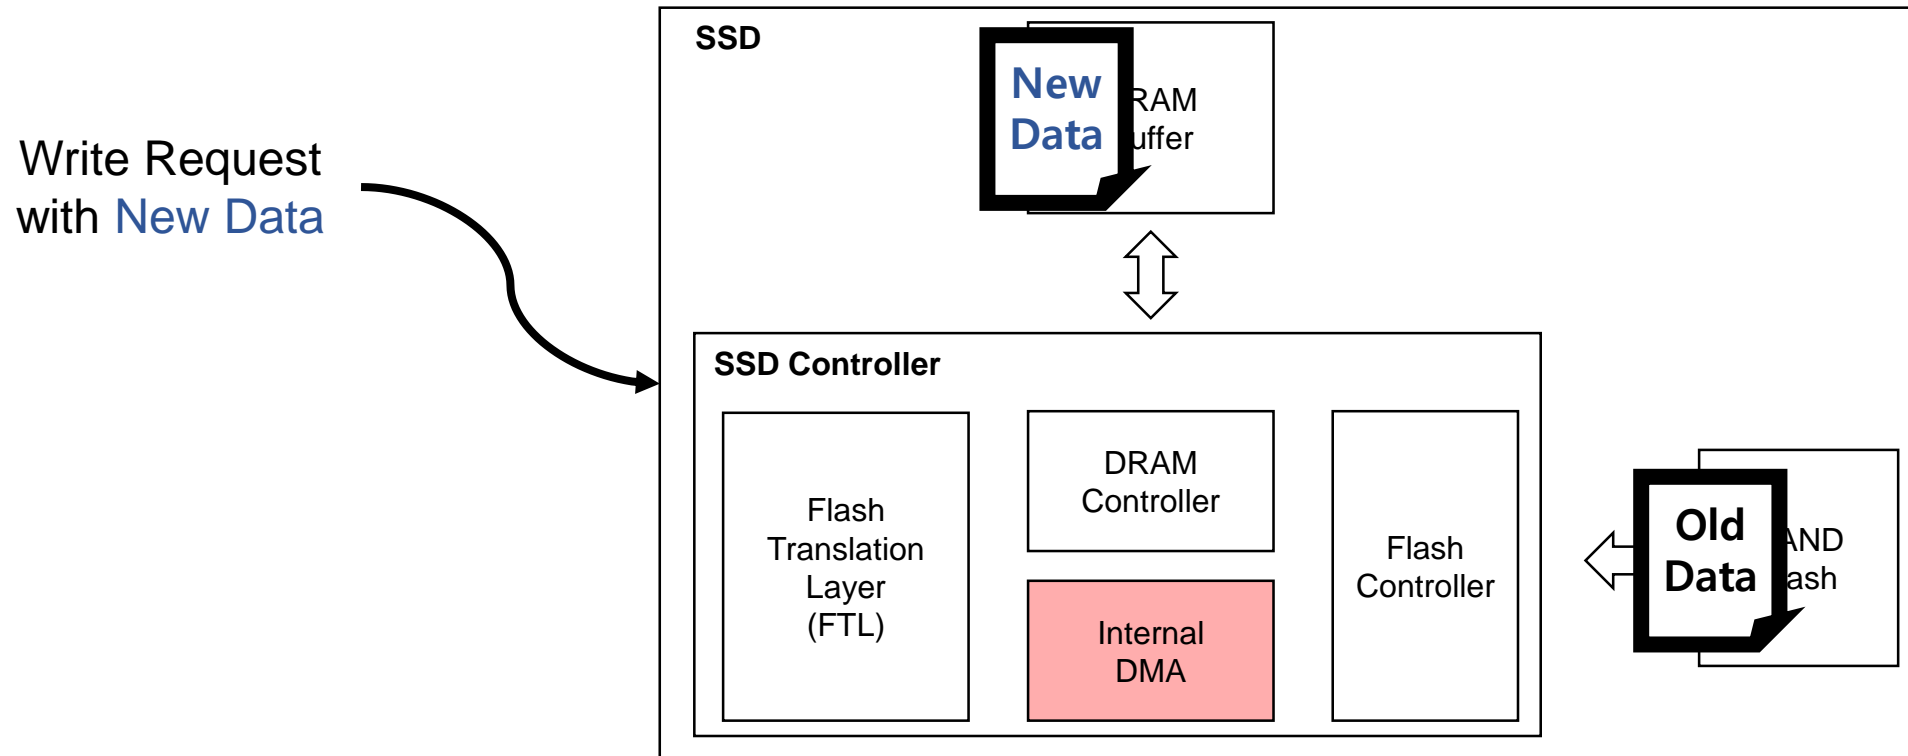 SSD
New
Data
RAM
uffer
Write Request
with New Data
SSD Controller
Flash
Translation
Layer
(FTL)
DRAM
Controller
Internal
DMA
Flash
Controller
Old
Data
AND
ash